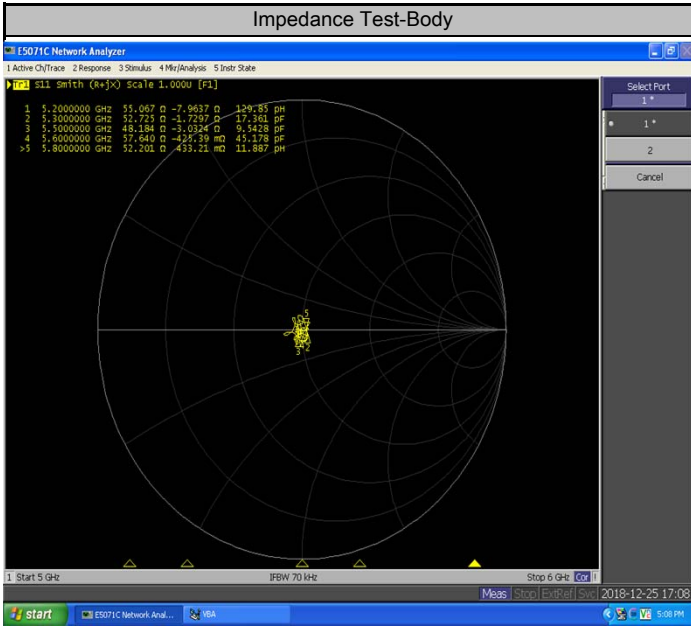 Impedance Test-Body
E5071C Network Analyzer
1 Active Ch/Trace 2 Response 3 Stimulus 4 Mkr/Analysis 5 Instr State
Tr1 S11 Smith (R+jX) Scale 1.000U [F1]
1 5.2000000 GHz 55.067 Ω -7.9637 Ω 129.85 pH
2 5.3000000 GHz 52.725 Ω -1.7297 Ω 17.361 pF
3 5.5000000 GHz 48.184 Ω -3.0324 Ω 9.5428 pF
4 5.6000000 GHz 57.640 Ω -425.39 mΩ 45.178 pF
>5 5.8000000 GHz 52.201 Ω 433.21 mΩ 11.887 pH
Select Port
1 *
1 *
2
Cancel
5
3 2
1 Start 5 GHz IFBW 70 kHz Stop 6 GHz Cor !
Meas Stop ExtRef Svc 2018-12-25 17:08
start E5071C Network Anal... VBA 5:08 PM